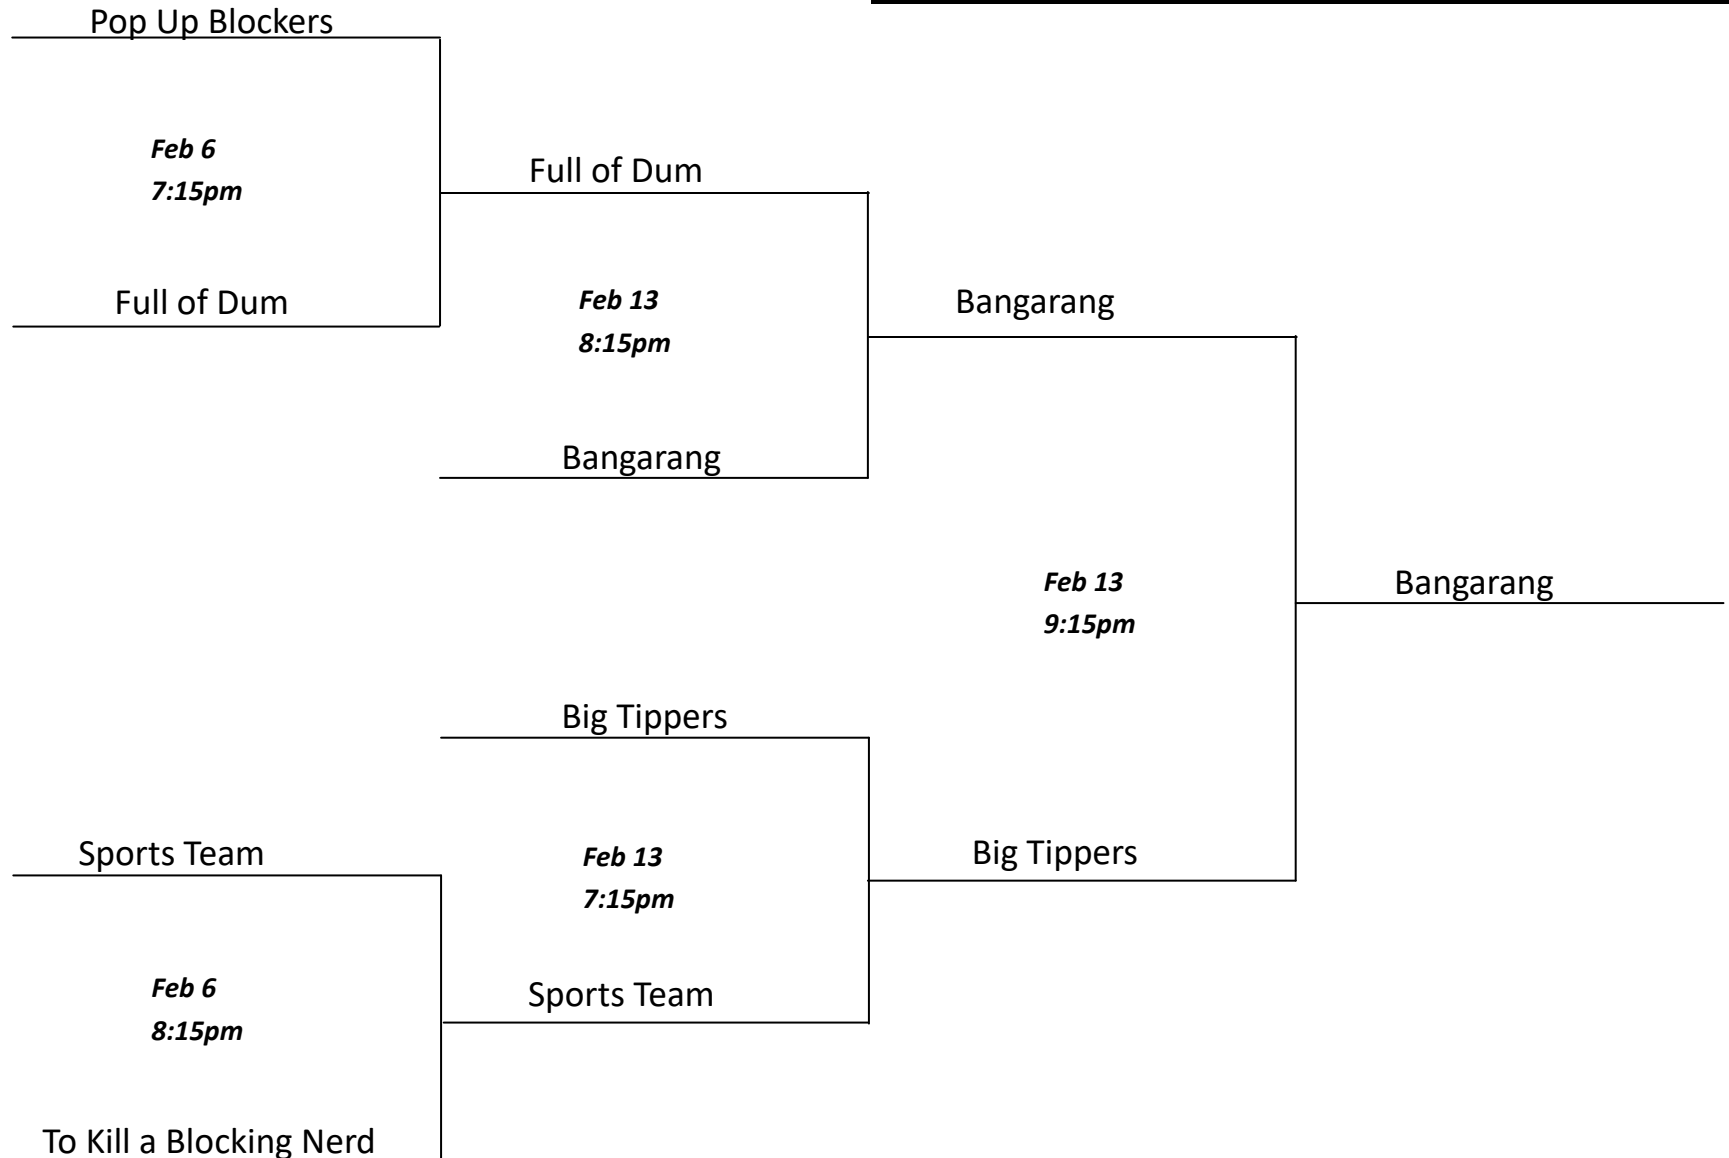 Pop Up Blockers
Feb 6
7:15pm
Full of Dum
Full of Dum
Feb 13
8:15pm
Bangarang
Bangarang
Feb 13
9:15pm
Bangarang
Big Tippers
Sports Team
Feb 13
7:15pm
Big Tippers
Feb 6
8:15pm
Sports Team
To Kill a Blocking Nerd